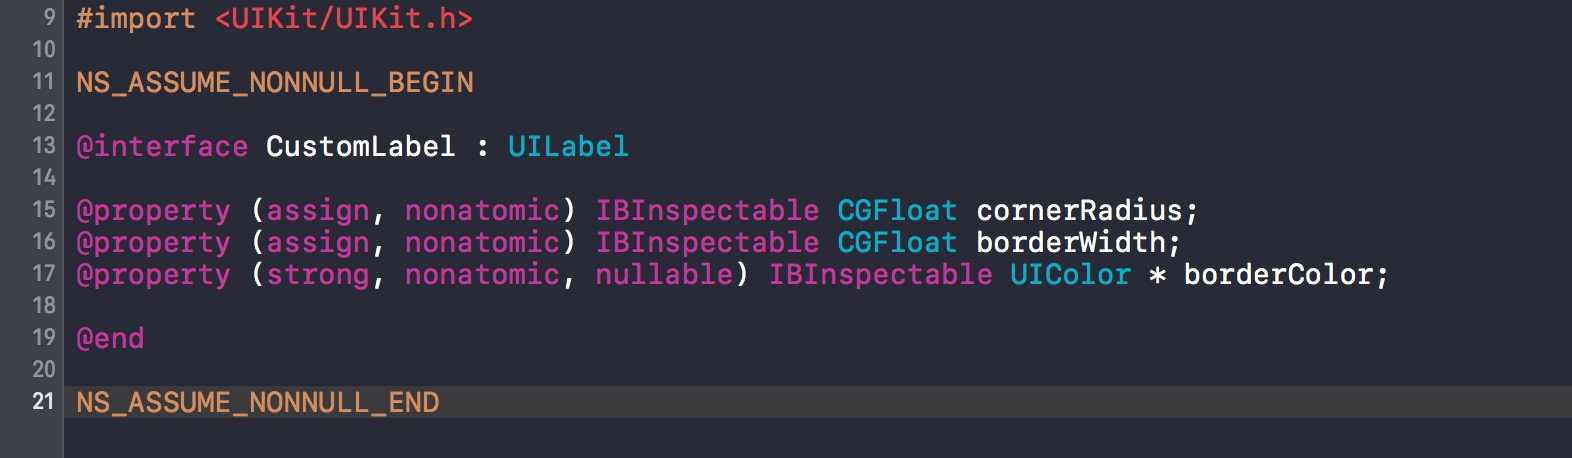 9 #import <UIKit/UIKit.h>
10
11 NS_ASSUME_NONNULL_BEGIN
12
13 @interface CustomLabel : UILabel
14
15 @property (assign, nonatomic) IBInspectable CGFloat cornerRadius;
16 @property (assign, nonatomic) IBInspectable CGFloat borderWidth;
17 @property (strong, nonatomic, nullable) IBInspectable UIColor * borderColor;
18
19 @end
20
21 NS_ASSUME_NONNULL_END